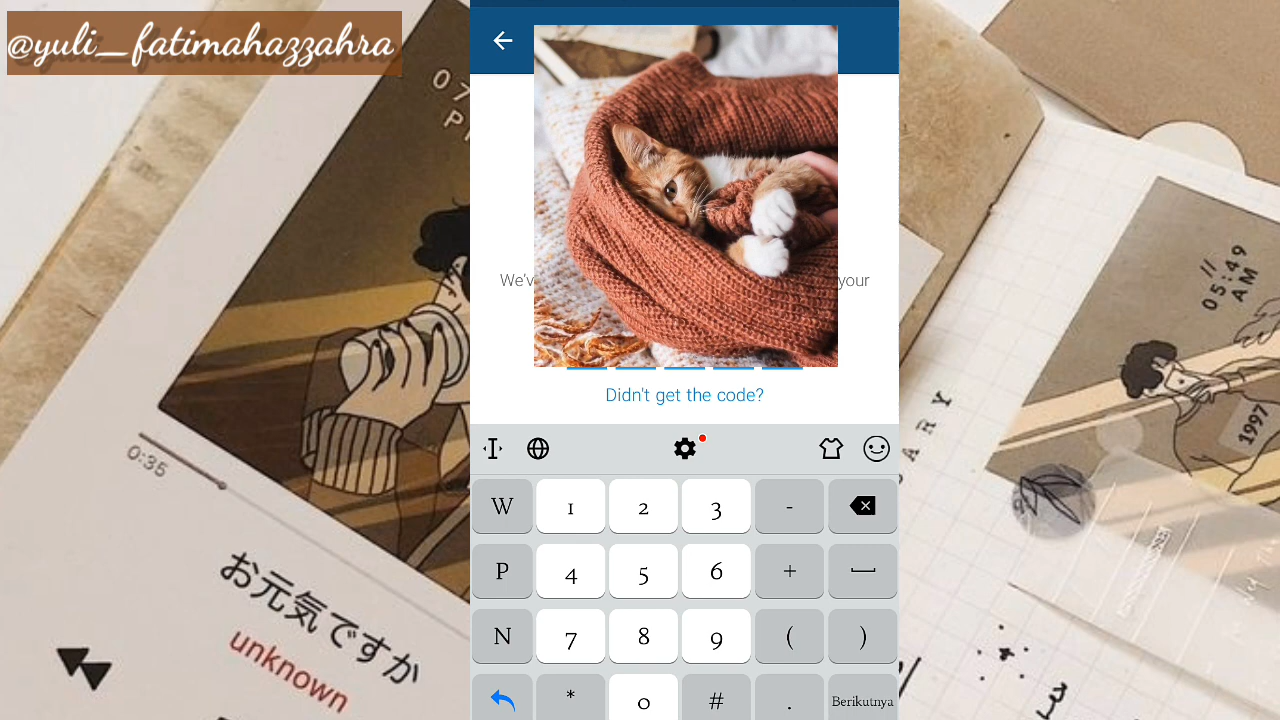 @yuli_fatimahazzahra
07
P
0:35
お元気ですか
unknown
We'v
your
Didn't get the code?
W 1 2 3 -
P 4 5 6 +
N 7 8 9 ( )
* 0 # . Berikutnya
//
05:49
AM
1997
ARY